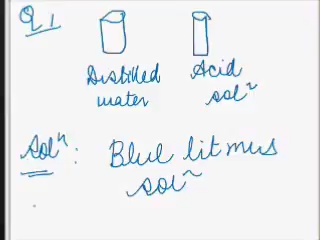 Q1
Distilled water
Acid solⁿ
Solⁿ: Blue litmus
solⁿ